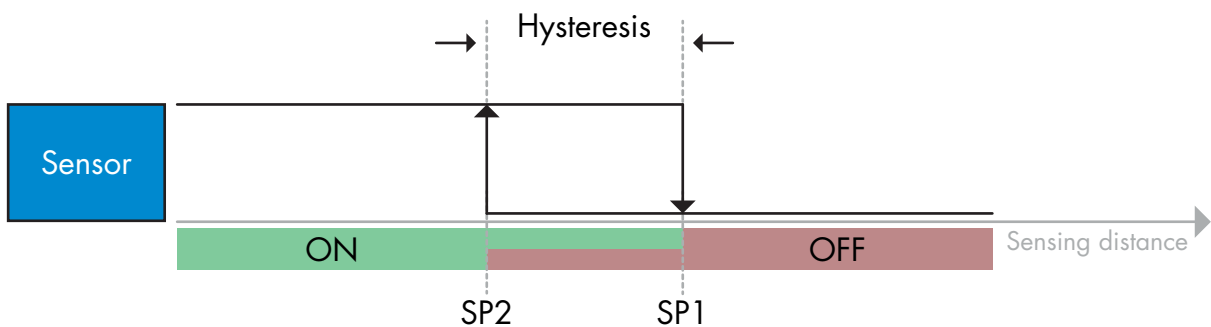 Hysteresis
Sensor
ON
OFF
Sensing distance
SP2
SP1